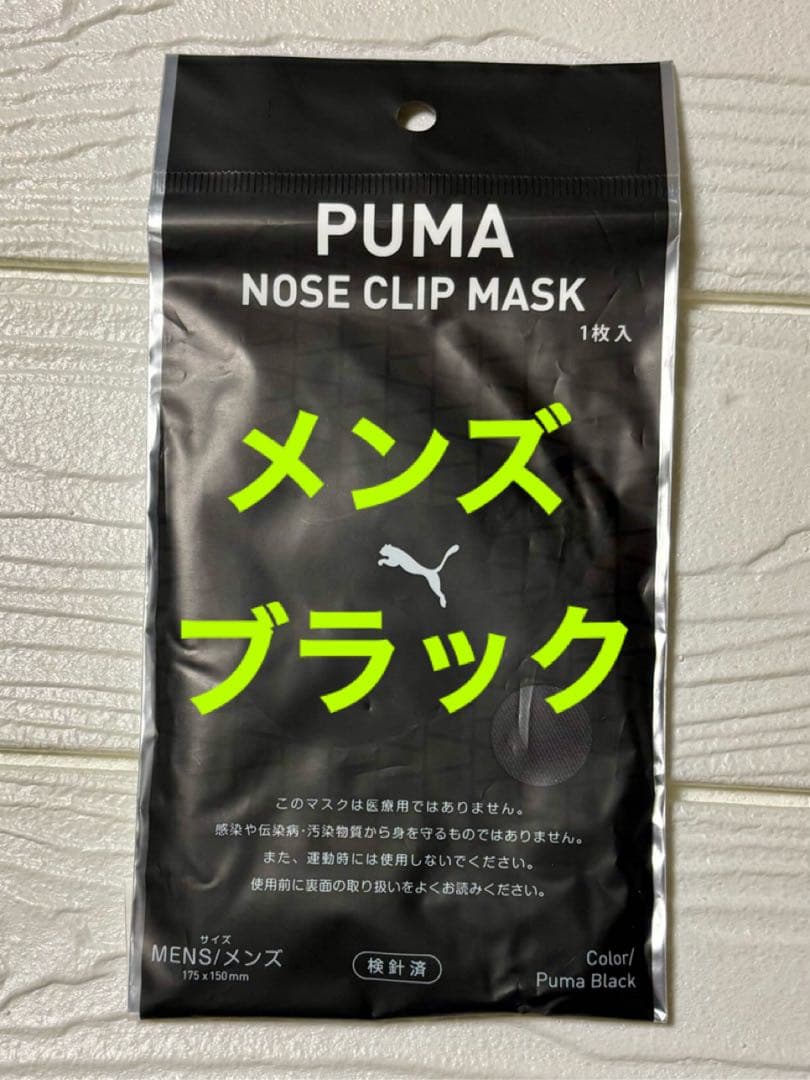 PUMA
NOSE CLIP MASK
1枚入
メンズ
ブラック
このマスクは医療用ではありません。
感染や伝染病・汚染物質から身を守るものではありません。
また、運動時には使用しないでください。
使用前に裏面の取り扱いをよくお読みください。
サイズ
MENS/メンズ
175 x 150mm
検針済
Color/
Puma Black